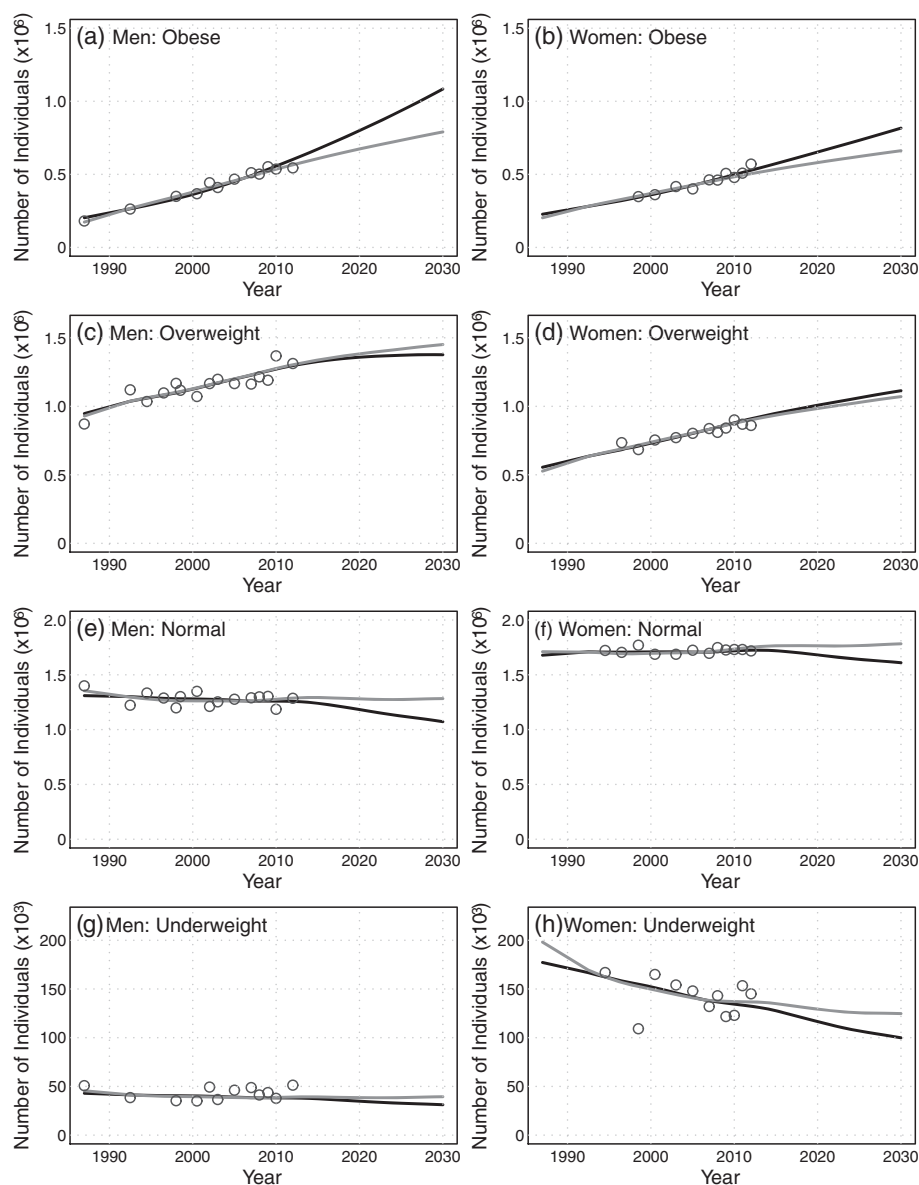 (a) Men: Obese
Number of Individuals (x10⁶)
1.5
1.0
0.5
0
1990 2000 2010 2020 2030
Year
(b) Women: Obese
Number of Individuals (x10⁶)
1.5
1.0
0.5
0
1990 2000 2010 2020 2030
Year
(c) Men: Overweight
Number of Individuals (x10⁶)
1.5
1.0
0.5
0
1990 2000 2010 2020 2030
Year
(d) Women: Overweight
Number of Individuals (x10⁶)
1.5
1.0
0.5
0
1990 2000 2010 2020 2030
Year
(e) Men: Normal
Number of Individuals (x10⁶)
2.0
1.5
1.0
0.5
0
1990 2000 2010 2020 2030
Year
(f) Women: Normal
Number of Individuals (x10⁶)
2.0
1.5
1.0
0.5
0
1990 2000 2010 2020 2030
Year
(g) Men: Underweight
Number of Individuals (x10³)
200
150
100
50
0
1990 2000 2010 2020 2030
Year
(h) Women: Underweight
Number of Individuals (x10³)
200
150
100
50
0
1990 2000 2010 2020 2030
Year